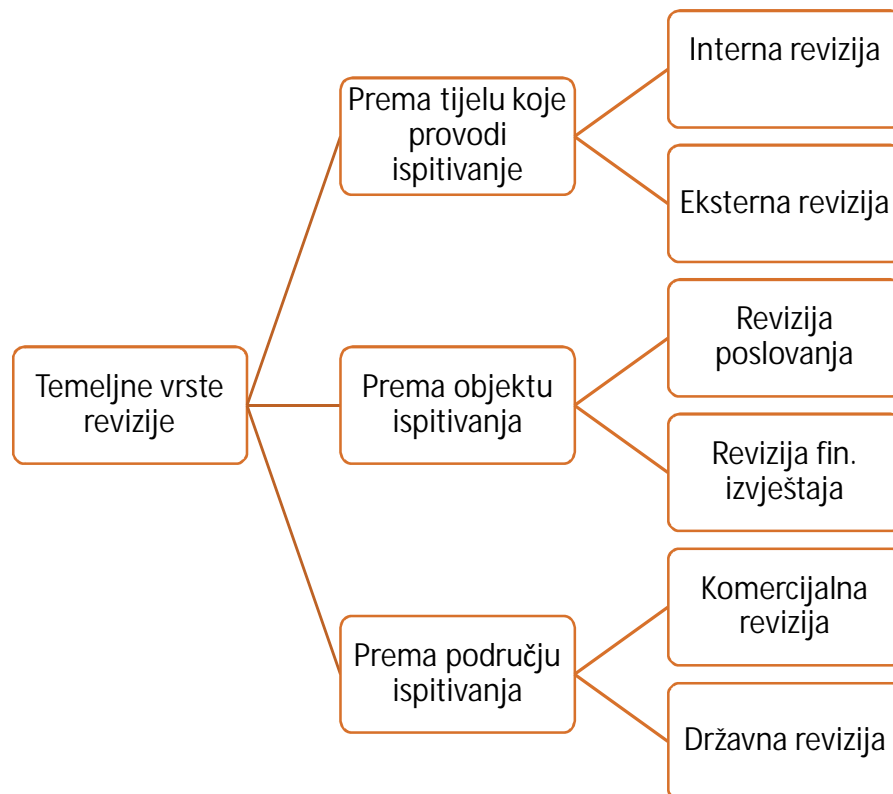 Temeljne vrste
revizije
Prema tijelu koje
provodi
ispitivanje
Interna revizija
Eksterna revizija
Prema objektu
ispitivanja
Revizija
poslovanja
Revizija fin.
izvještaja
Prema području
ispitivanja
Komercijalna
revizija
Državna revizija